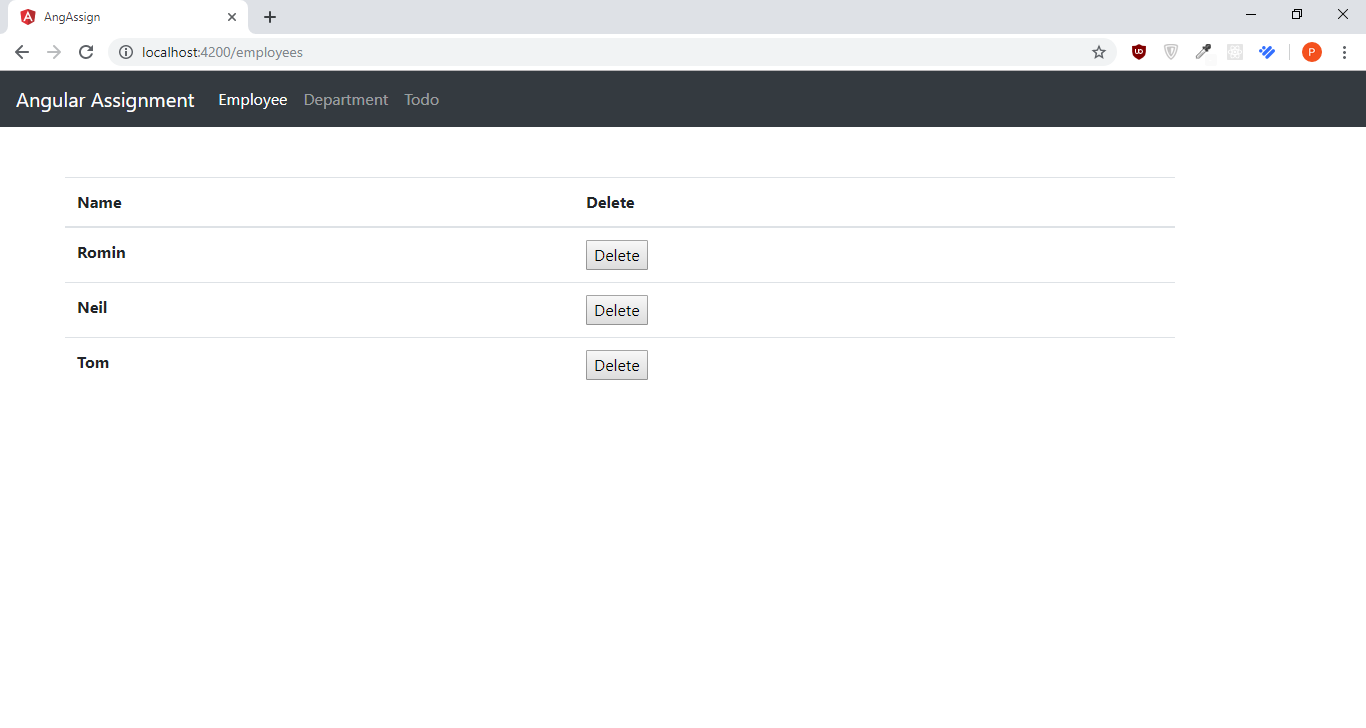 AngAssign
localhost:4200/employees
P
Angular Assignment Employee Department Todo
Name Delete
Romin Delete
Neil Delete
Tom Delete